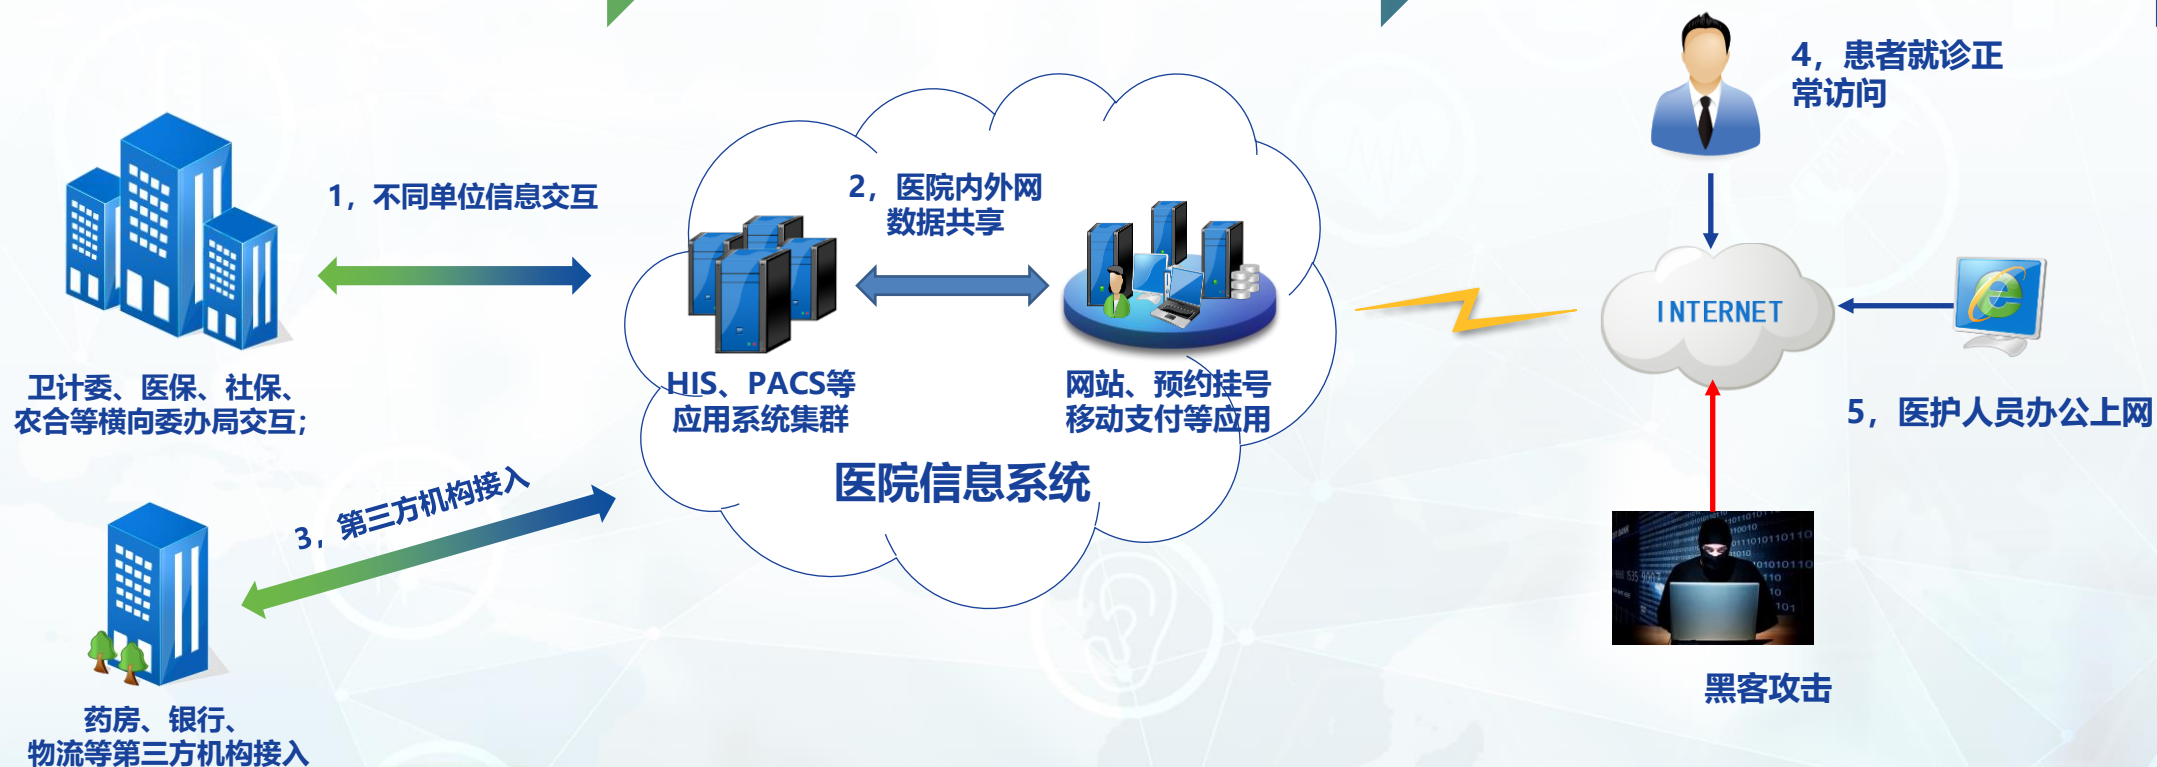 4，患者就诊正
常访问
1，不同单位信息交互
2，医院内外网
数据共享
INTERNET
卫计委、医保、社保、
农合等横向委办局交互；
HIS、PACS等
应用系统集群
网站、预约挂号
移动支付等应用
5，医护人员办公上网
医院信息系统
3，第三方机构接入
黑客攻击
药房、银行、
物流等第三方机构接入